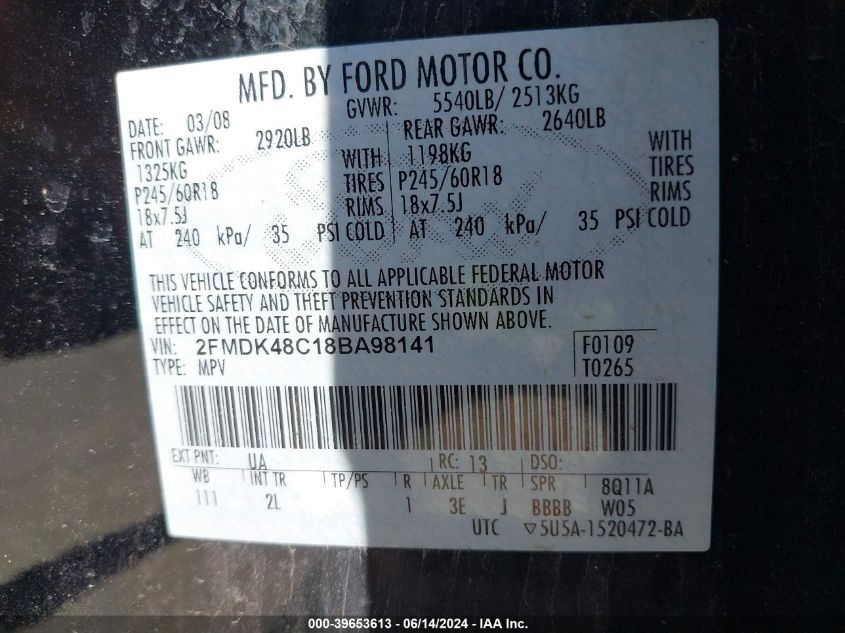 MFD. BY FORD MOTOR CO.
DATE: 03/08 GVWR: 5540LB/ 2513KG
FRONT GAWR: 2920LB REAR GAWR: 2640LB
1325KG WITH 1198KG WITH
P245/60R18 TIRES P245/60R18 TIRES
18x7.5J RIMS 18x7.5J RIMS
AT 240 kPa/ 35 PSI COLD AT 240 kPa/ 35 PSI COLD
THIS VEHICLE CONFORMS TO ALL APPLICABLE FEDERAL MOTOR
VEHICLE SAFETY AND THEFT PREVENTION STANDARDS IN
EFFECT ON THE DATE OF MANUFACTURE SHOWN ABOVE.
VIN: 2FMDK48C18BA98141 F0109
TYPE: MPV T0265
EXT PNT: UA RC: 13 DSO:
WB INT TR TP/PS R AXLE TR SPR 8Q11A
111 2L 1 3E J BBBB W05
UTC ▽5U5A-1520472-BA
000-39653613 - 06/14/2024 - IAA Inc.